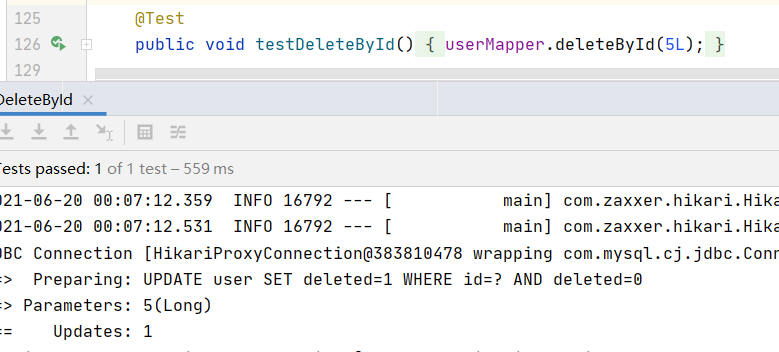 125 @Test
126 public void testDeleteById() { userMapper.deleteById(5L); }
129
DeleteById ×
Tests passed: 1 of 1 test – 559 ms
021-06-20 00:07:12.359 INFO 16792 --- [ main] com.zaxxer.hikari.Hika
021-06-20 00:07:12.531 INFO 16792 --- [ main] com.zaxxer.hikari.Hika
DBC Connection [HikariProxyConnection@383810478 wrapping com.mysql.cj.jdbc.Conn
=> Preparing: UPDATE user SET deleted=1 WHERE id=? AND deleted=0
=> Parameters: 5(Long)
== Updates: 1